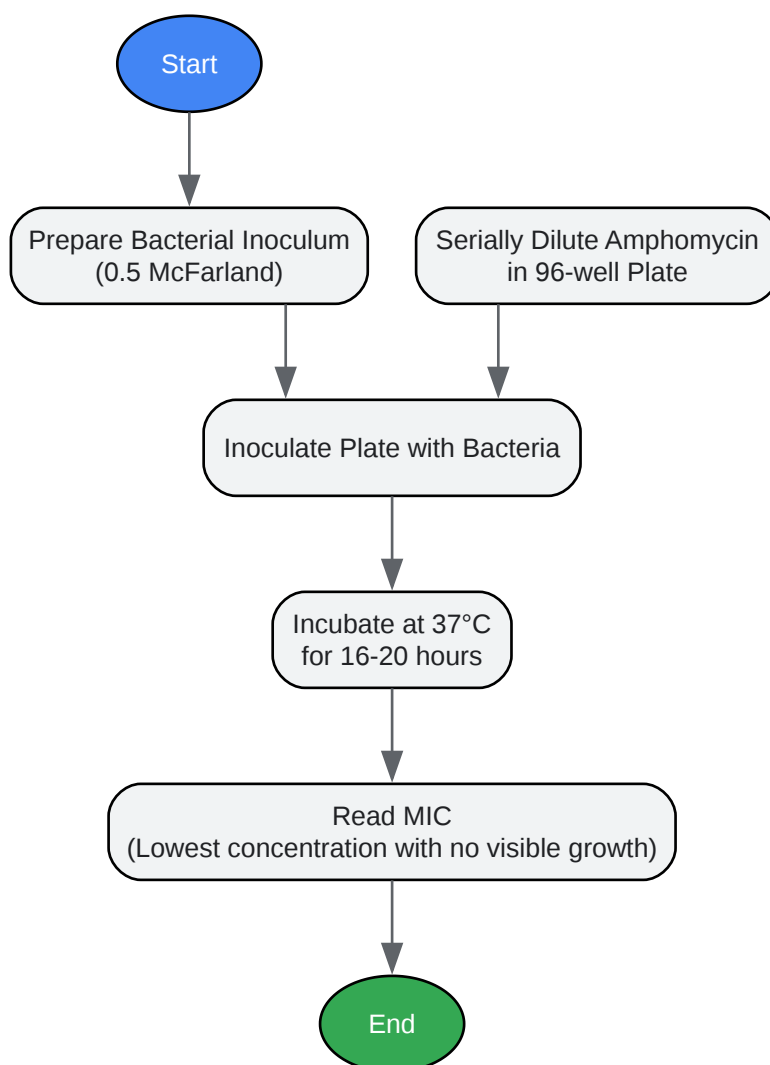 Start
Prepare Bacterial Inoculum
(0.5 McFarland)
Serially Dilute Amphomycin
in 96-well Plate
Inoculate Plate with Bacteria
Incubate at 37°C
for 16-20 hours
Read MIC
(Lowest concentration with no visible growth)
End